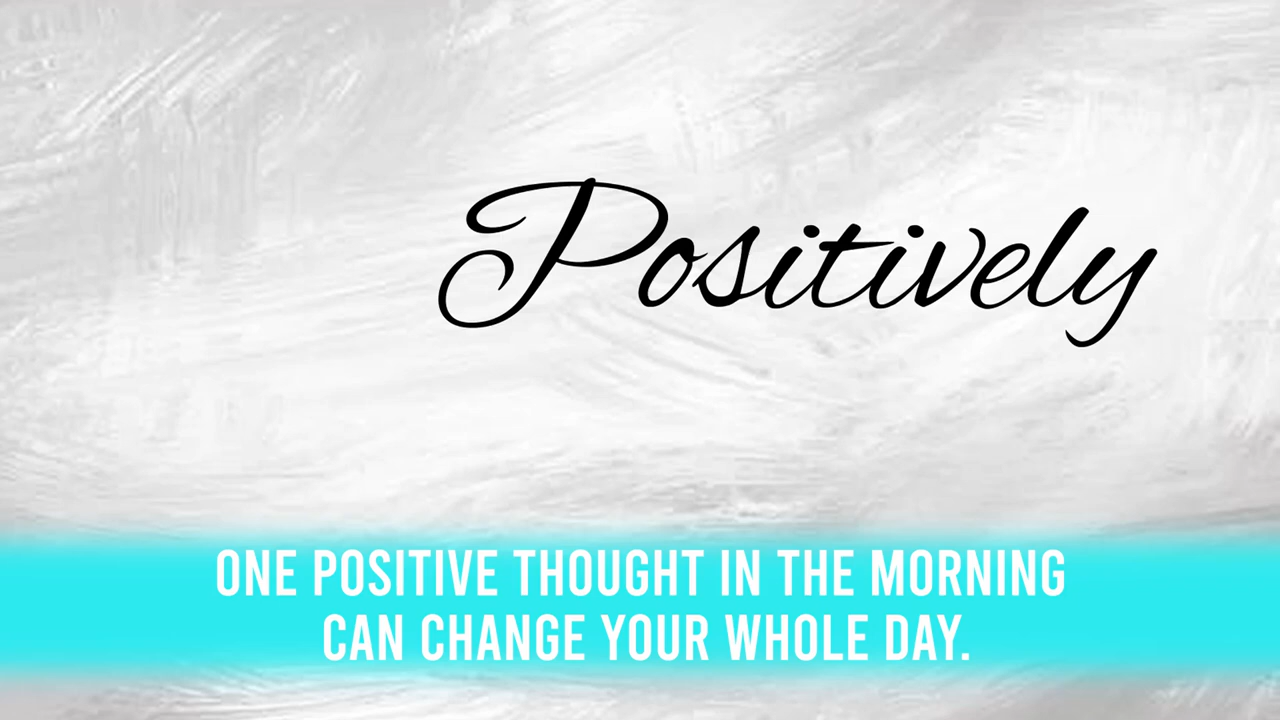 Positively
ONE POSITIVE THOUGHT IN THE MORNING
CAN CHANGE YOUR WHOLE DAY.